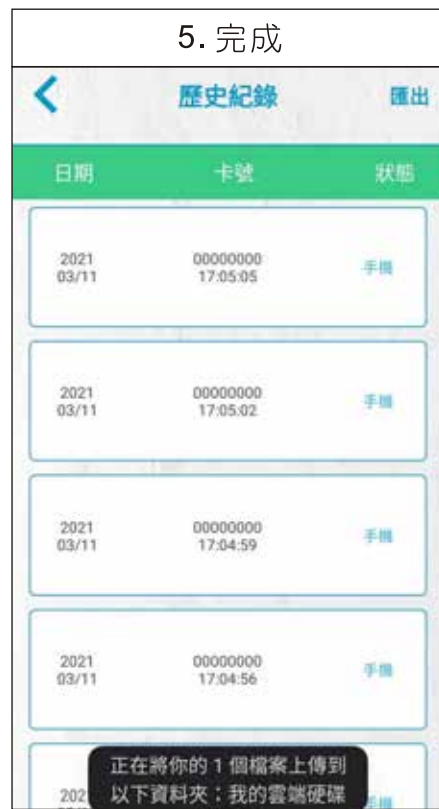 5. 完成
歷史紀錄 匯出
日期 卡號 狀態
2021
03/11
00000000
17:05:05
手機
2021
03/11
00000000
17:05:02
手機
2021
03/11
00000000
17:04:59
手機
2021
03/11
00000000
17:04:56
手機
202
正在將你的 1 個檔案上傳到
以下資料夾：我的雲端硬碟